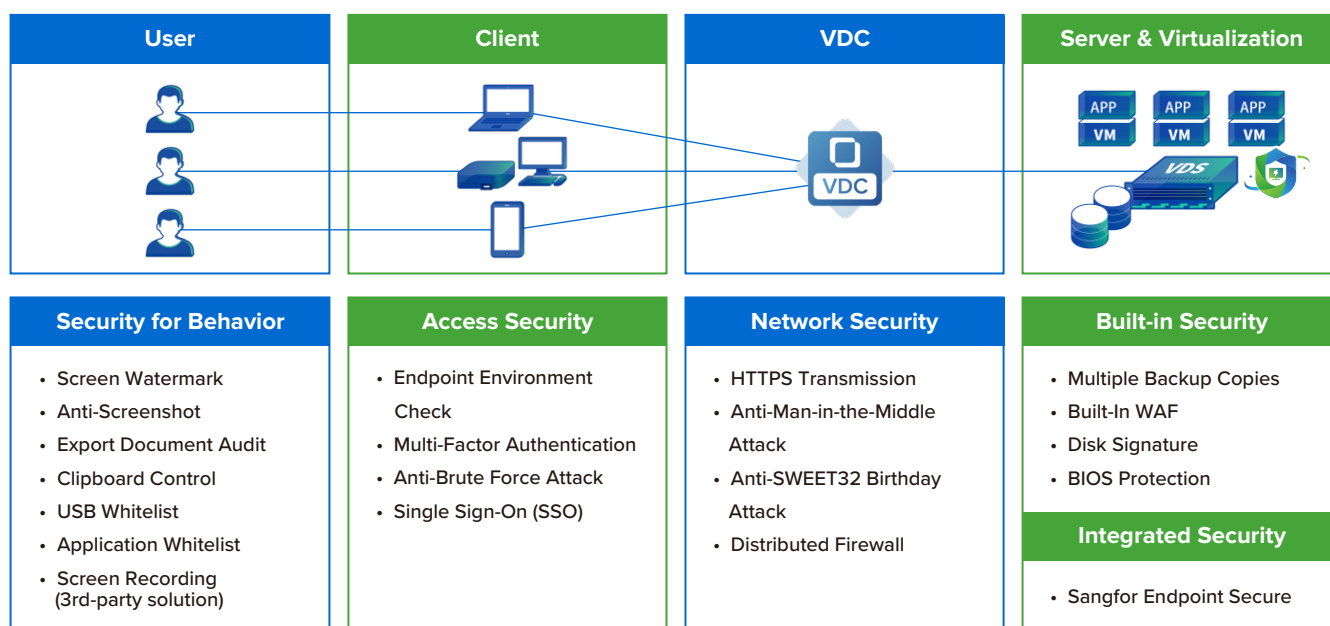 User
Client
VDC
Server & Virtualization
APP
APP
APP
VM
VM
VM
VDC
VDS
Security for Behavior
• Screen Watermark
• Anti-Screenshot
• Export Document Audit
• Clipboard Control
• USB Whitelist
• Application Whitelist
• Screen Recording
(3rd-party solution)
Access Security
• Endpoint Environment
Check
• Multi-Factor Authentication
• Anti-Brute Force Attack
• Single Sign-On (SSO)
Network Security
• HTTPS Transmission
• Anti-Man-in-the-Middle
Attack
• Anti-SWEET32 Birthday
Attack
• Distributed Firewall
Built-in Security
• Multiple Backup Copies
• Built-In WAF
• Disk Signature
• BIOS Protection
Integrated Security
• Sangfor Endpoint Secure